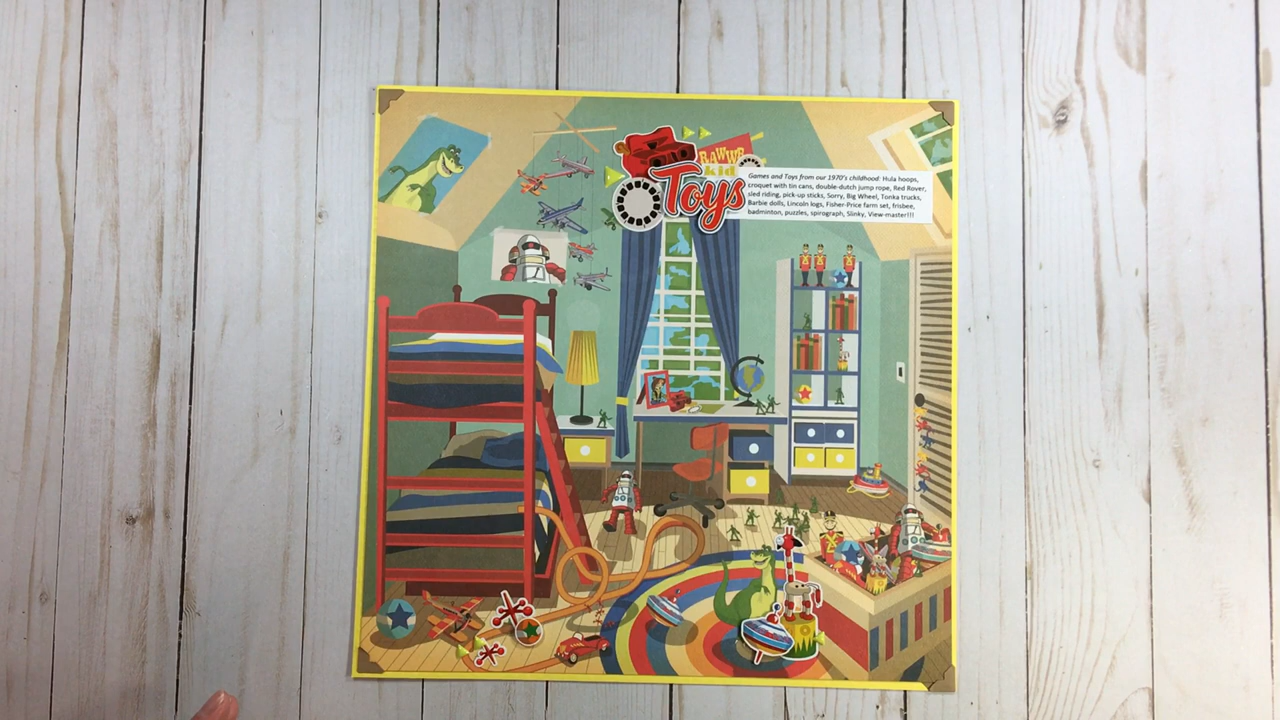 RAWWR
kid
Toys
Games and Toys from our 1970's childhood: Hula hoops,
croquet with tin cans, double-dutch jump rope, Red Rover,
sled riding, pick-up sticks, Sorry, Big Wheel, Tonka trucks,
Barbie dolls, Lincoln logs, Fisher-Price farm set, frisbee,
badminton, puzzles, spirograph, Slinky, View-master!!!